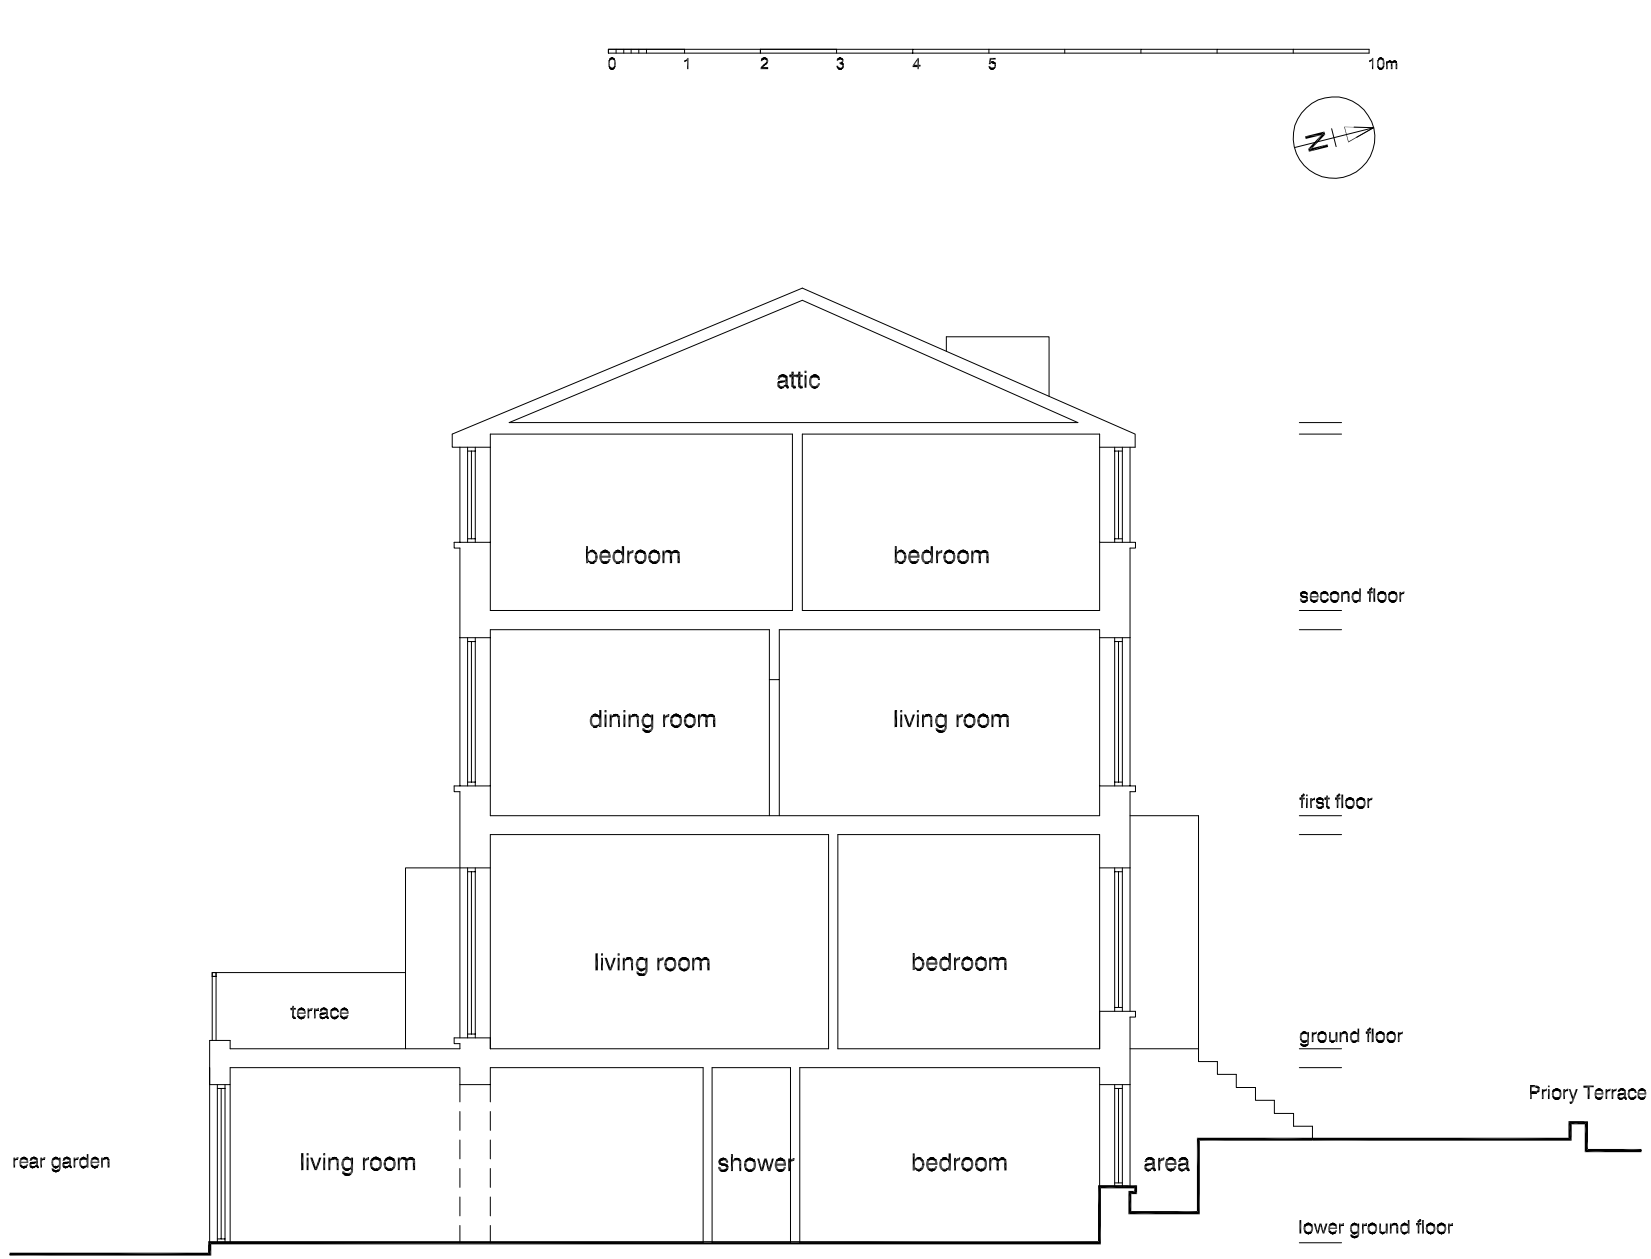 0 1 2 3 4 5 10m
N
attic
bedroom bedroom
second floor
dining room living room
first floor
living room bedroom
terrace
ground floor
Priory Terrace
rear garden living room shower bedroom area
lower ground floor